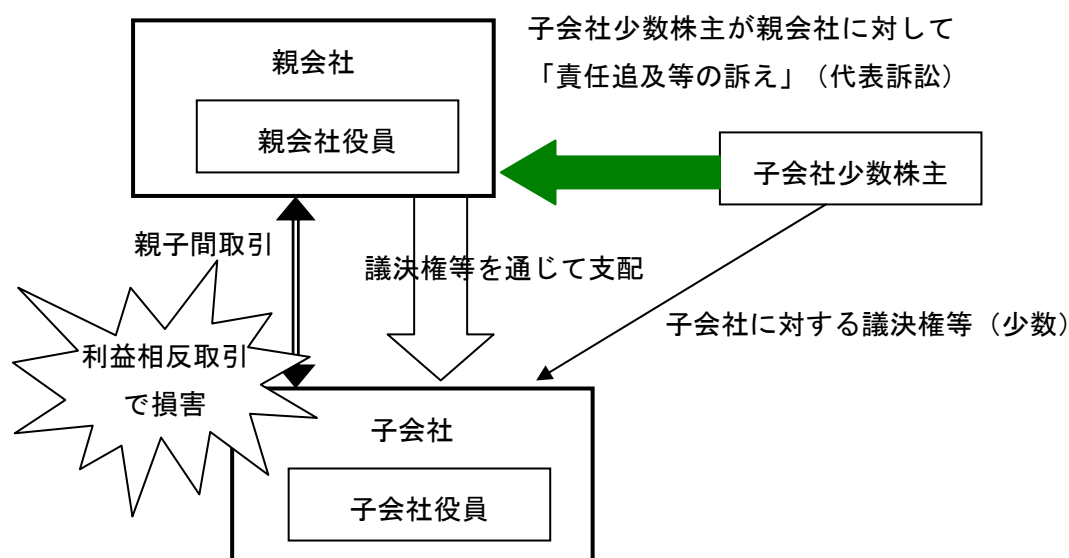 子会社少数株主が親会社に対して
「責任追及等の訴え」（代表訴訟）
親会社
親会社役員
子会社少数株主
親子間取引
議決権等を通じて支配
子会社に対する議決権等（少数）
利益相反取引
で損害
子会社
子会社役員